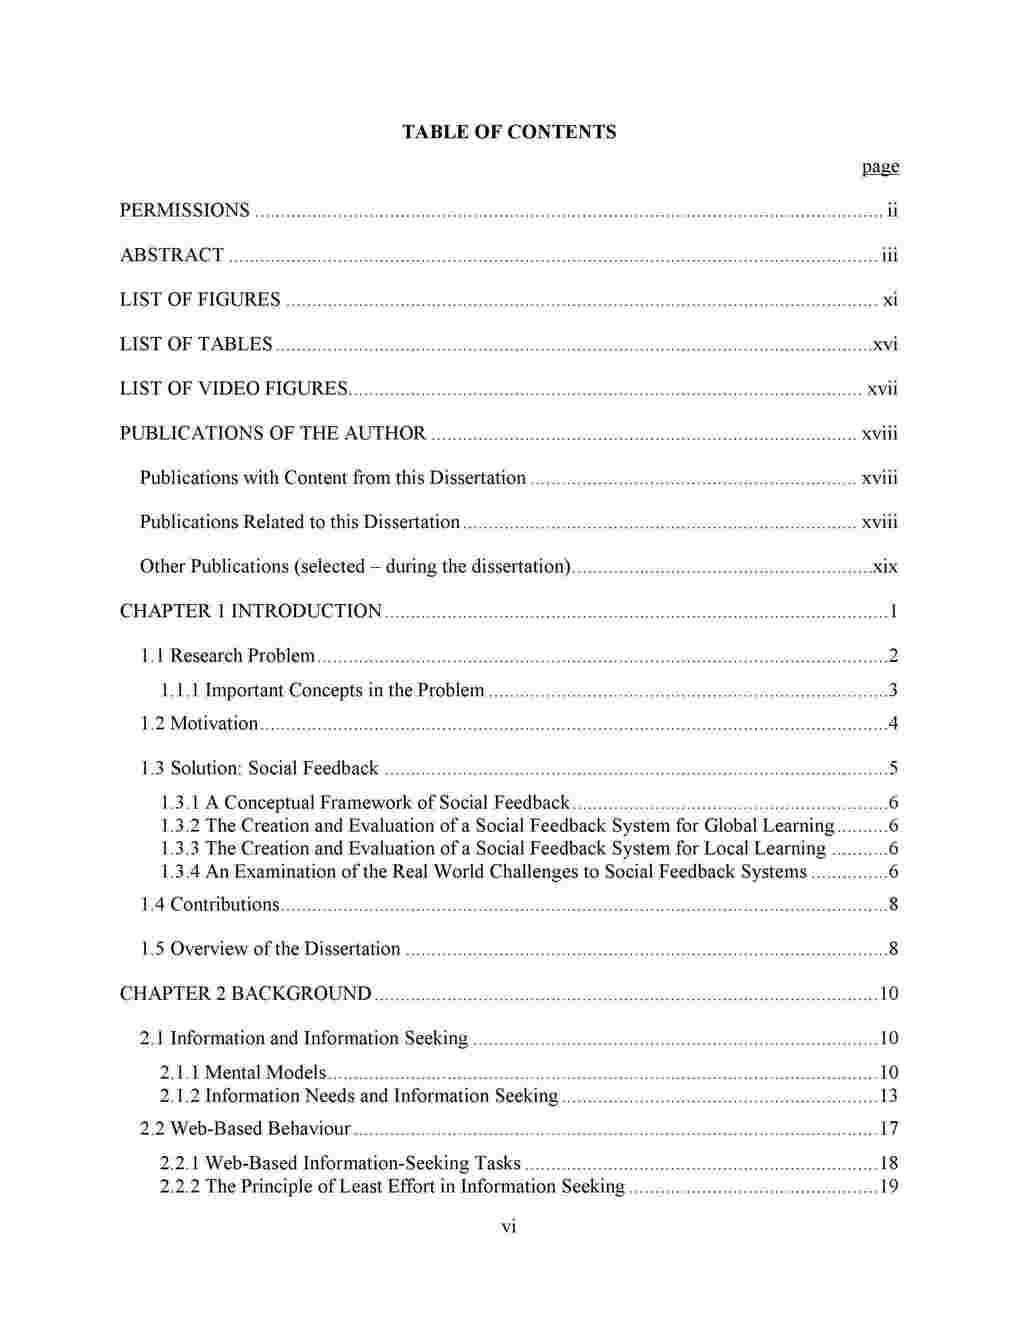 TABLE OF CONTENTS
page
PERMISSIONS ........................................ ii
ABSTRACT ........................................ iii
LIST OF FIGURES ........................................ xi
LIST OF TABLES ........................................ xvi
LIST OF VIDEO FIGURES ........................................ xvii
PUBLICATIONS OF THE AUTHOR ........................................ xviii
Publications with Content from this Dissertation ........................................ xviii
Publications Related to this Dissertation ........................................ xviii
Other Publications (selected – during the dissertation) ........................................ xix
CHAPTER 1 INTRODUCTION ........................................ 1
1.1 Research Problem ........................................ 2
1.1.1 Important Concepts in the Problem ........................................ 3
1.2 Motivation ........................................ 4
1.3 Solution: Social Feedback ........................................ 5
1.3.1 A Conceptual Framework of Social Feedback ........................................ 6
1.3.2 The Creation and Evaluation of a Social Feedback System for Global Learning .......... 6
1.3.3 The Creation and Evaluation of a Social Feedback System for Local Learning ........... 6
1.3.4 An Examination of the Real World Challenges to Social Feedback Systems ............... 6
1.4 Contributions ........................................ 8
1.5 Overview of the Dissertation ........................................ 8
CHAPTER 2 BACKGROUND ........................................ 10
2.1 Information and Information Seeking ........................................ 10
2.1.1 Mental Models ........................................ 10
2.1.2 Information Needs and Information Seeking ........................................ 13
2.2 Web-Based Behaviour ........................................ 17
2.2.1 Web-Based Information-Seeking Tasks ........................................ 18
2.2.2 The Principle of Least Effort in Information Seeking ........................................ 19
vi